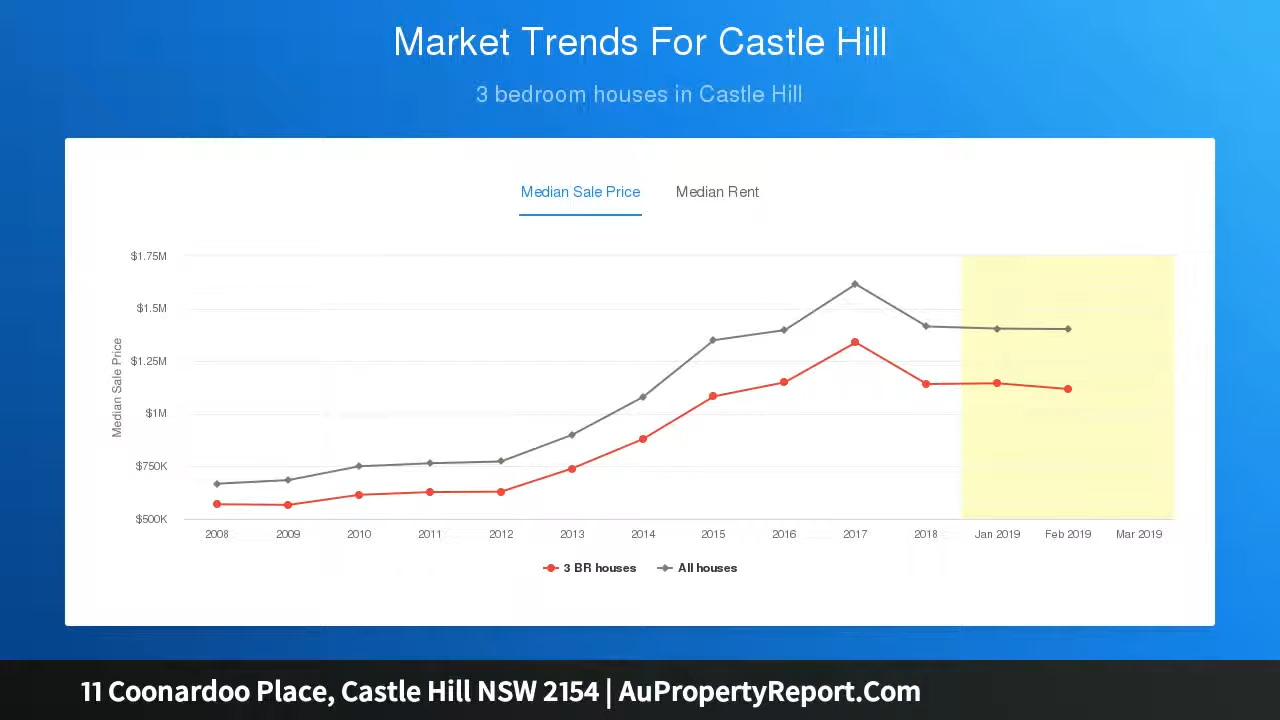 Market Trends For Castle Hill
3 bedroom houses in Castle Hill
Median Sale Price Median Rent
Median Sale Price
$1.75M
$1.5M
$1.25M
$1M
$750K
$500K
2008 2009 2010 2011 2012 2013 2014 2015 2016 2017 2018 Jan 2019 Feb 2019 Mar 2019
3 BR houses All houses
11 Coonardoo Place, Castle Hill NSW 2154 | AuPropertyReport.Com